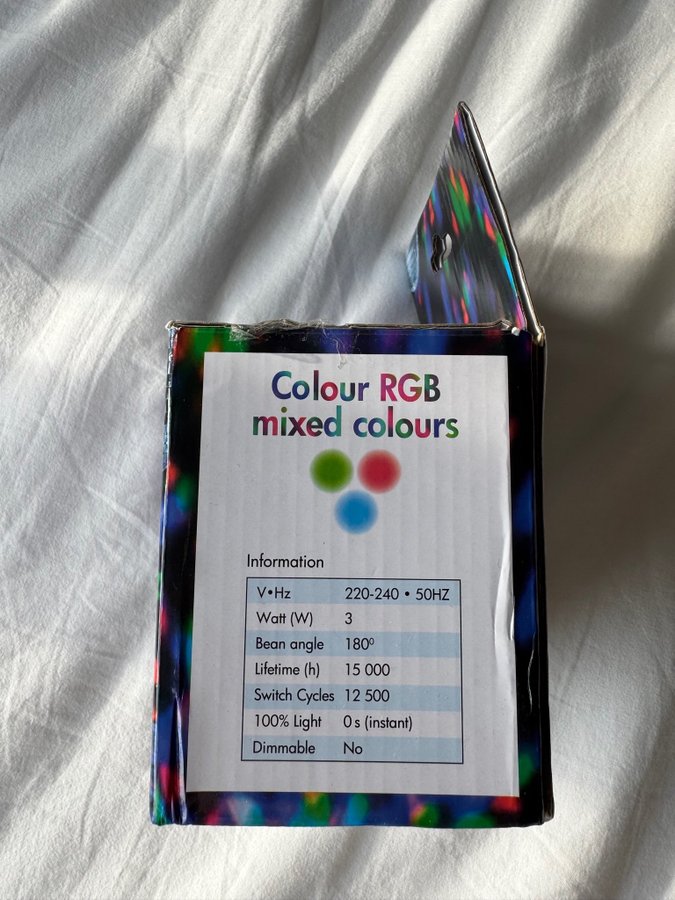 Colour RGB
mixed colours
Information
V•Hz 220-240 • 50HZ
Watt (W) 3
Bean angle 180º
Lifetime (h) 15 000
Switch Cycles 12 500
100% Light 0 s (instant)
Dimmable No